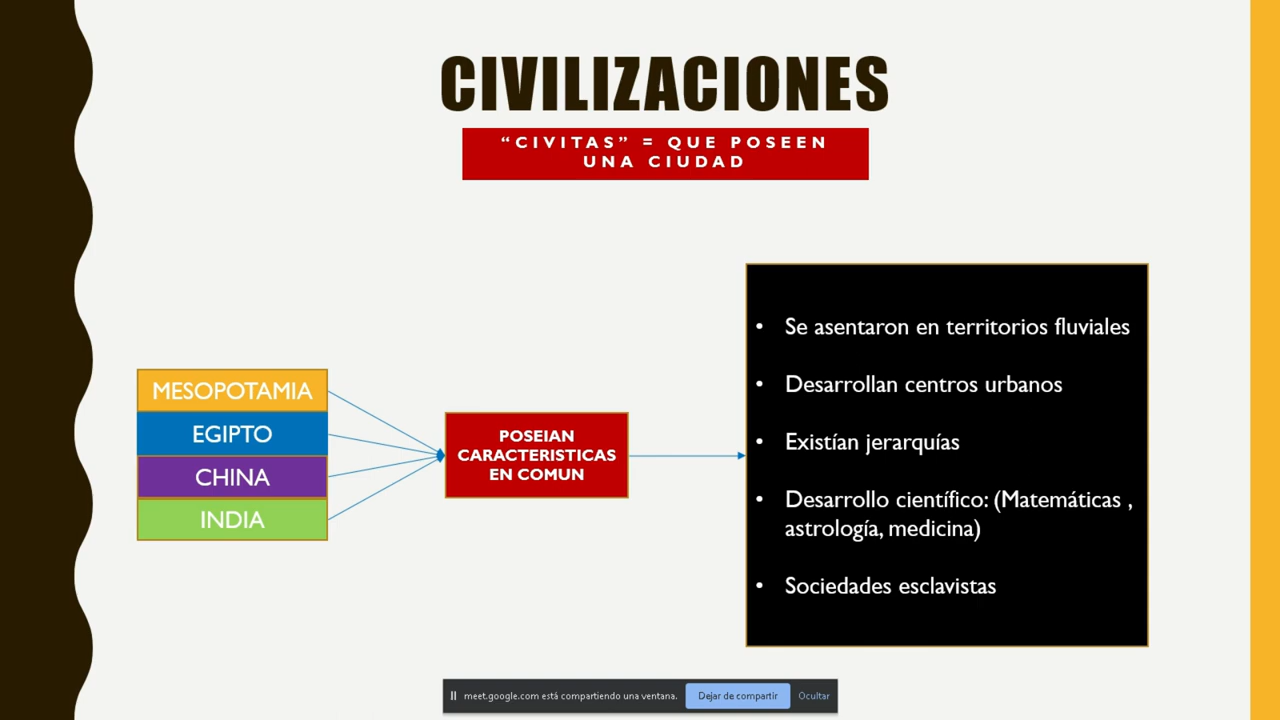 CIVILIZACIONES
“CIVITAS” = QUE POSEEN
UNA CIUDAD
MESOPOTAMIA
EGIPTO
CHINA
INDIA
POSEIAN
CARACTERISTICAS
EN COMUN
• Se asentaron en territorios fluviales
• Desarrollan centros urbanos
• Existían jerarquías
• Desarrollo científico: (Matemáticas ,
astrología, medicina)
• Sociedades esclavistas
meet.google.com está compartiendo una ventana.
Dejar de compartir
Ocultar